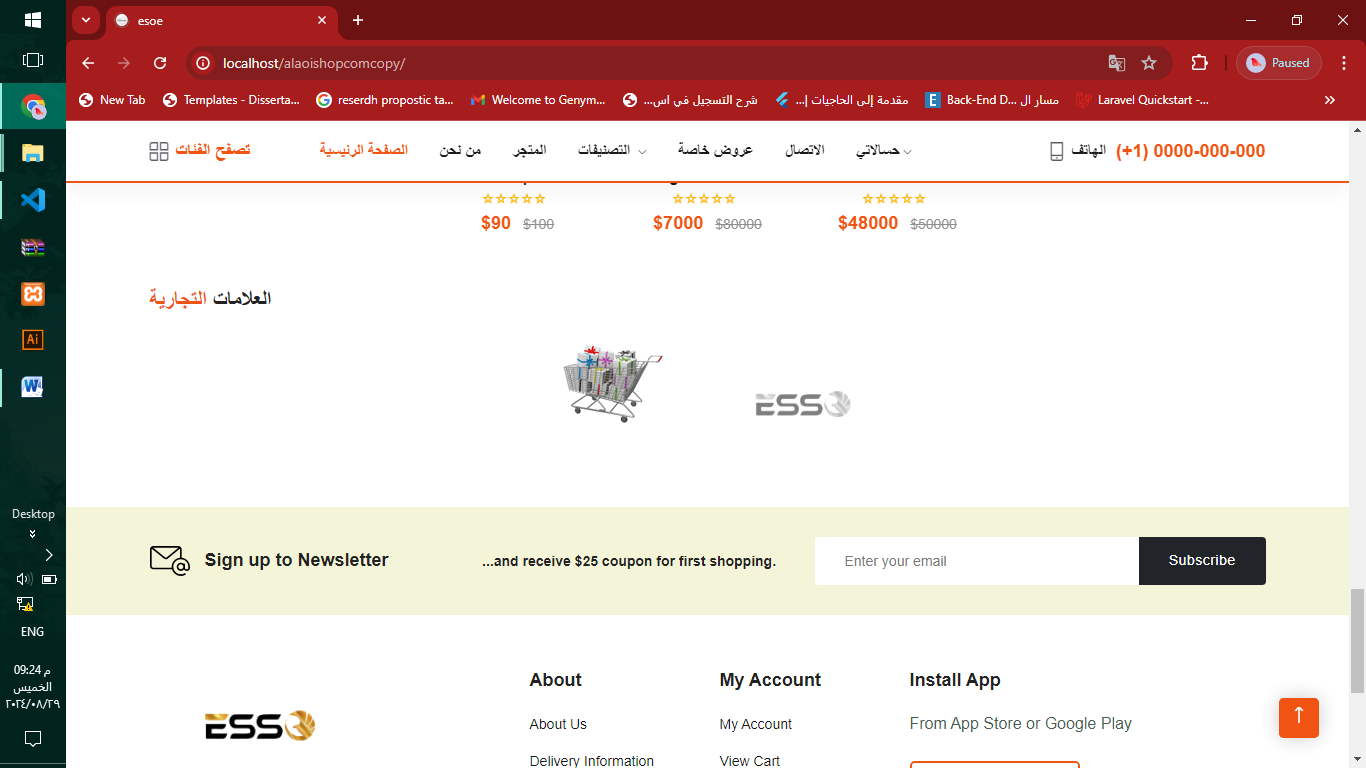 esoe
localhost/alaoishopcomcopy/
Paused
New Tab
Templates - Disserta...
reserdh propostic ta...
Welcome to Genym...
شرح التسجيل في اس...
مقدمة إلى الحاجيات |...
Back-End D... مسار ال
Laravel Quickstart -...
تصفح الفئات
الصفحة الرئيسية
من نحن
المتجر
التصنيفات
عروض خاصة
الاتصال
حسالاتي
الهاتف
(+1) 0000-000-000
$90 $100
$7000 $80000
$48000 $50000
العلامات التجارية
ESSO
Sign up to Newsletter
...and receive $25 coupon for first shopping.
Enter your email
Subscribe
ESSO
About
My Account
Install App
About Us
My Account
From App Store or Google Play
Delivery Information
View Cart
Ai
W
Desktop
ENG
09:24 م
الخميس
٢٠٢٤/٠٨/٢٩